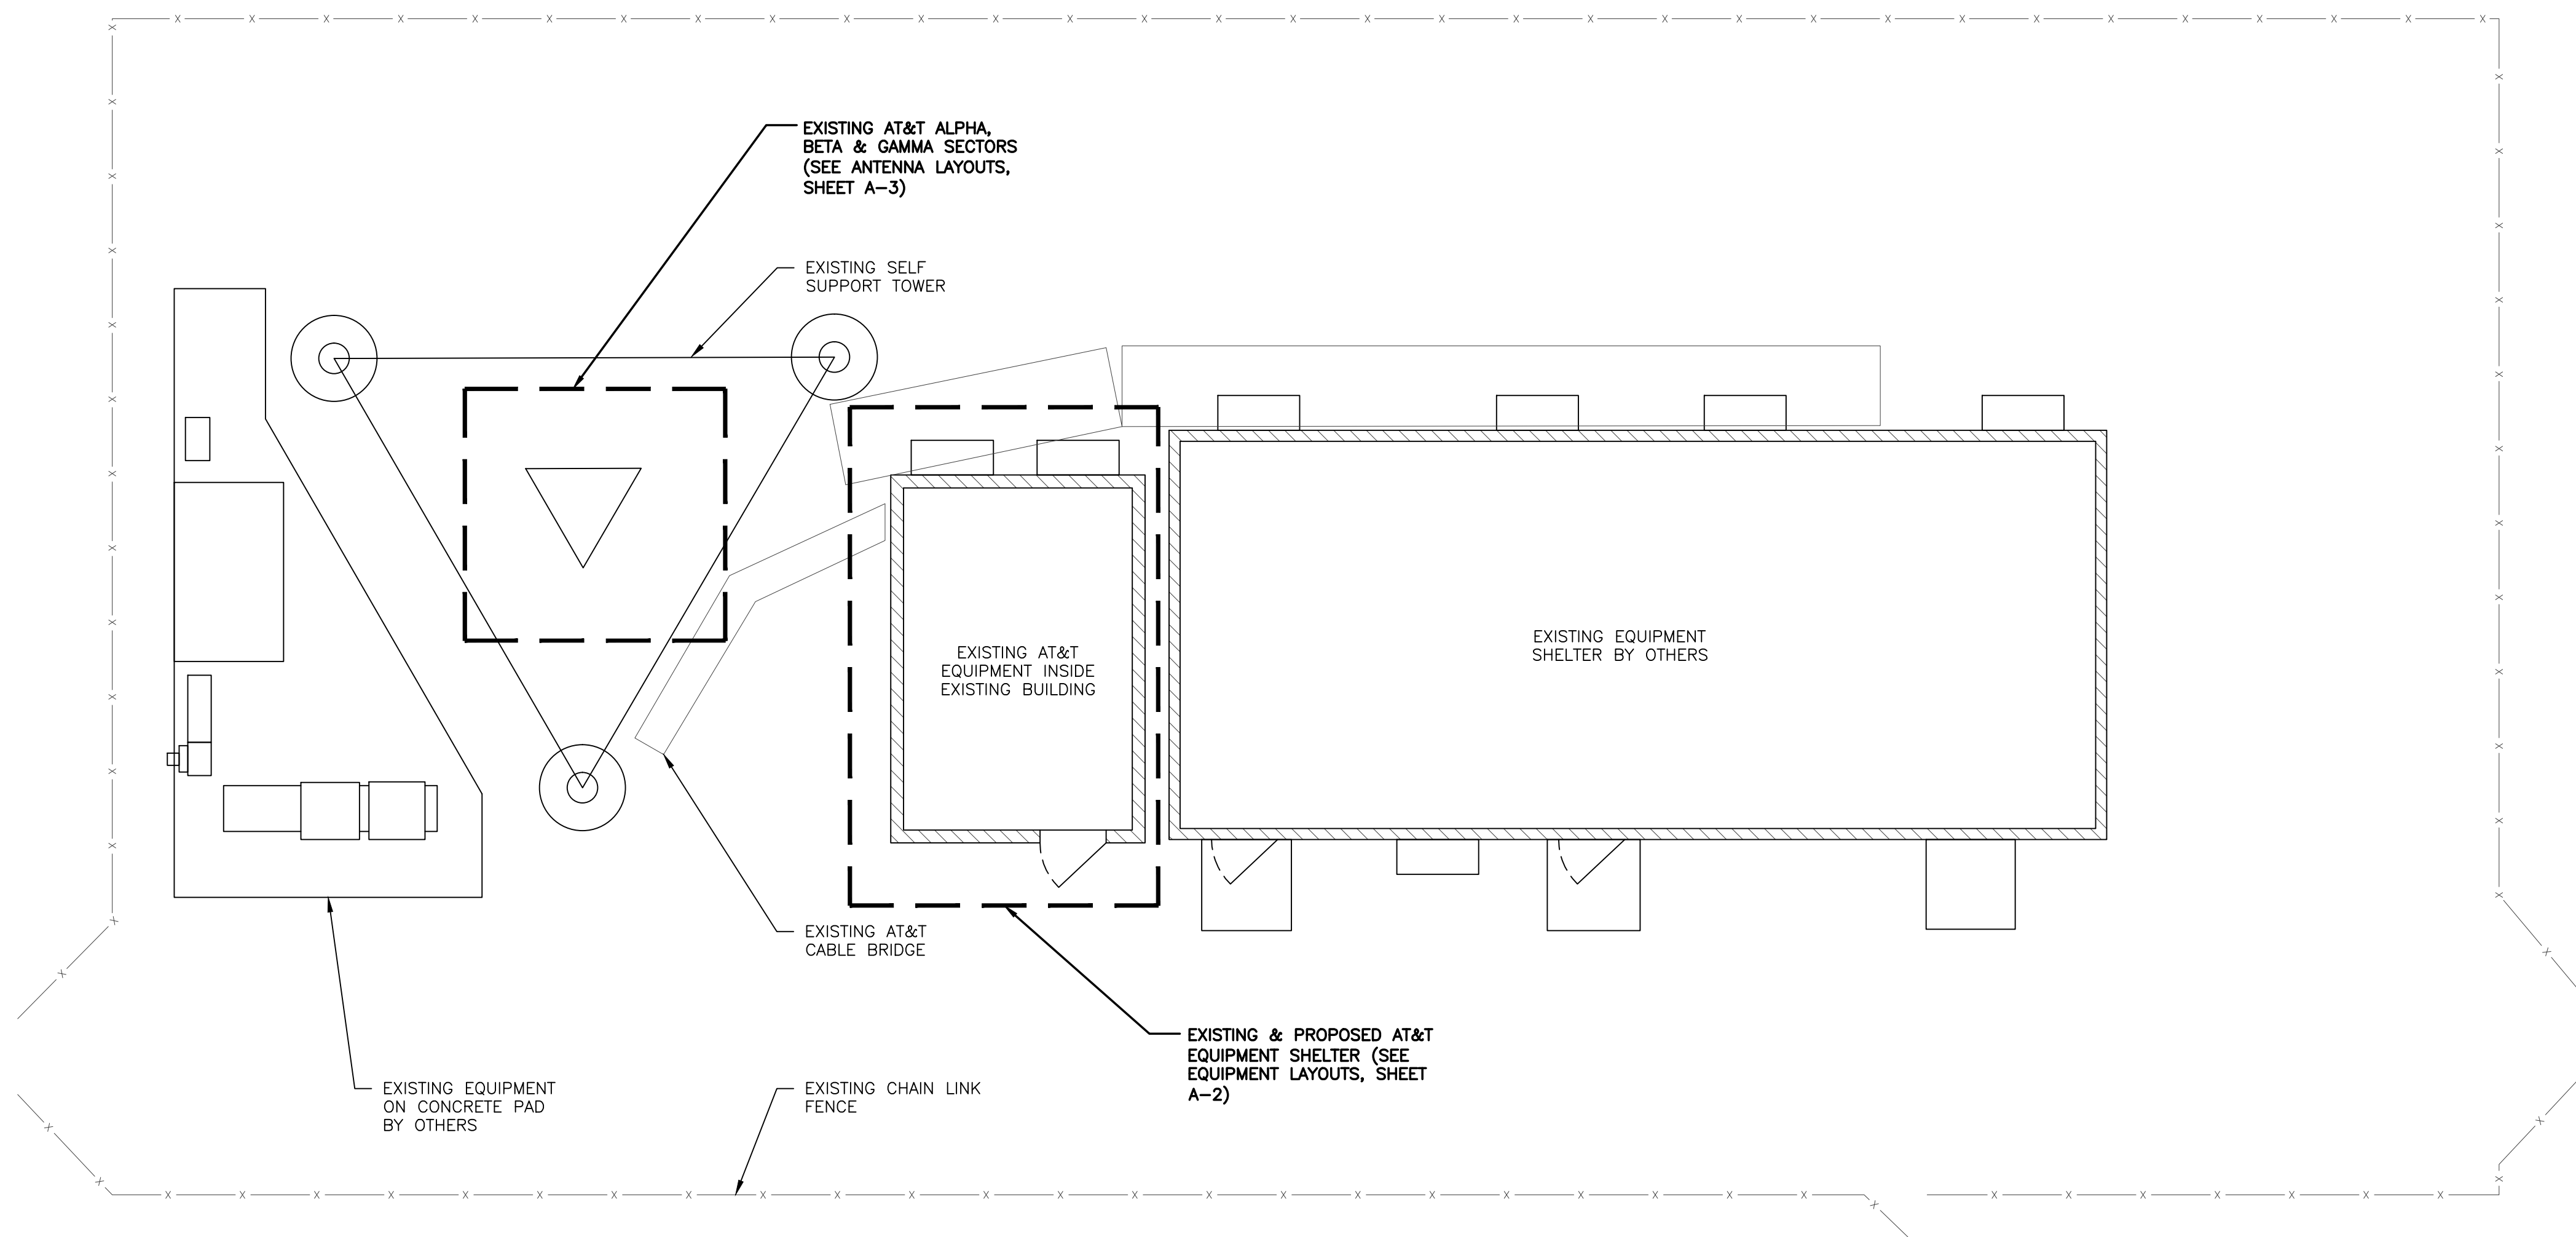 EXISTING AT&T ALPHA,
BETA & GAMMA SECTORS
(SEE ANTENNA LAYOUTS,
SHEET A-3)
EXISTING SELF
SUPPORT TOWER
EXISTING AT&T
EQUIPMENT INSIDE
EXISTING BUILDING
EXISTING EQUIPMENT
SHELTER BY OTHERS
EXISTING AT&T
CABLE BRIDGE
EXISTING & PROPOSED AT&T
EQUIPMENT SHELTER (SEE
EQUIPMENT LAYOUTS, SHEET
A-2)
EXISTING EQUIPMENT
ON CONCRETE PAD
BY OTHERS
EXISTING CHAIN LINK
FENCE